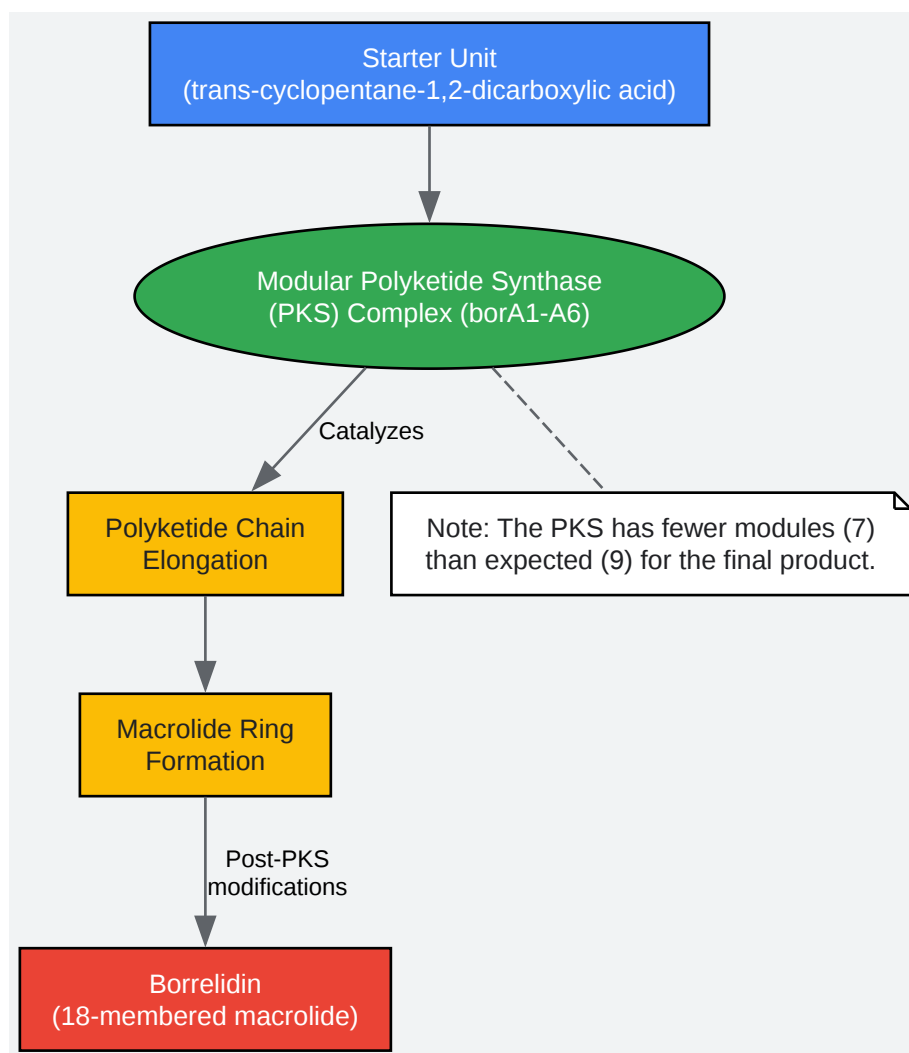 Starter Unit
(trans-cyclopentane-1,2-dicarboxylic acid)
Modular Polyketide Synthase
(PKS) Complex (borA1-A6)
Catalyzes
Polyketide Chain
Elongation
Note: The PKS has fewer modules (7)
than expected (9) for the final product.
Macrolide Ring
Formation
Post-PKS
modifications
Borrelidin
(18-membered macrolide)